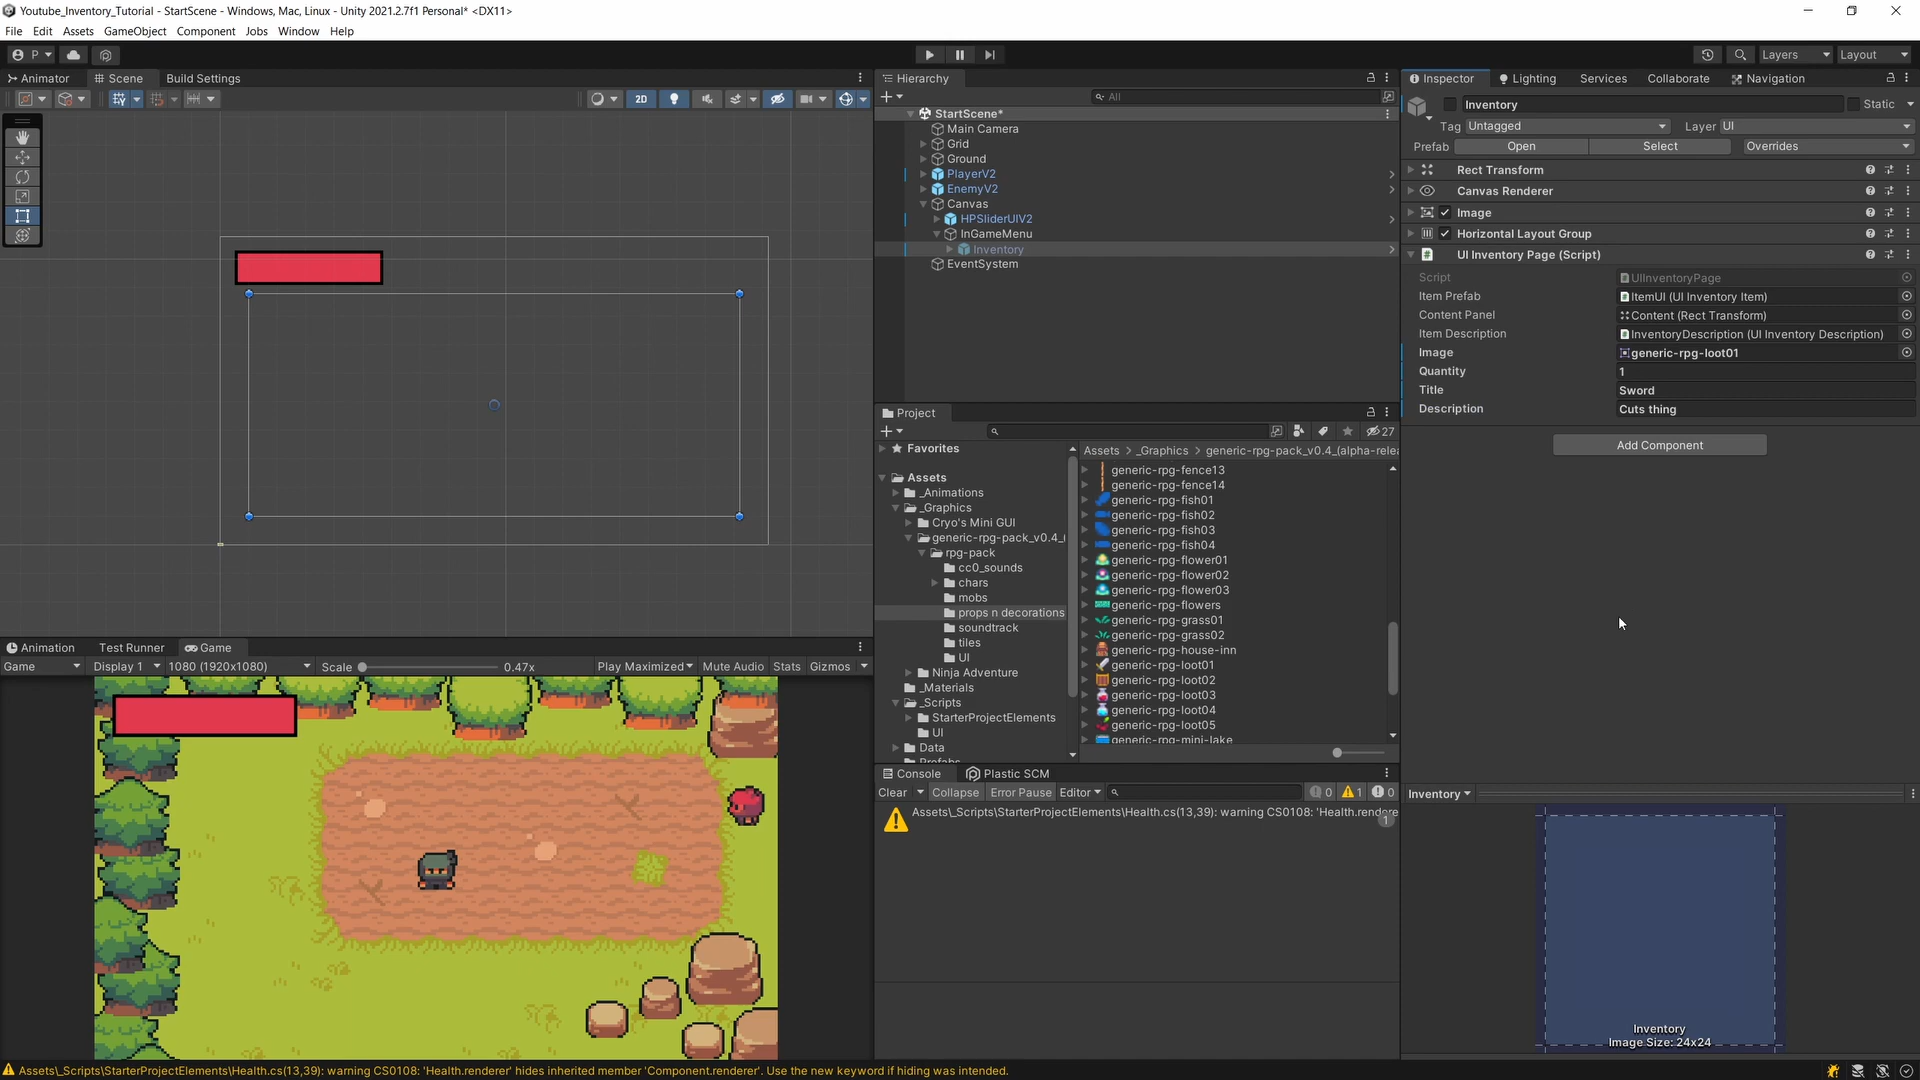 Youtube_Inventory_Tutorial - StartScene - Windows, Mac, Linux - Unity 2021.2.7f1 Personal* <DX11>
File Edit Assets GameObject Component Jobs Window Help
P
Layers Layout
Animator Scene Build Settings
2D
Hierarchy
All
StartScene*
Main Camera
Grid
Ground
PlayerV2
EnemyV2
Canvas
HPSliderUIV2
InGameMenu
Inventory
EventSystem
Inspector Lighting Services Collaborate Navigation
Inventory Static
Tag Untagged Layer UI
Prefab Open Select Overrides
Rect Transform
Canvas Renderer
Image
Horizontal Layout Group
UI Inventory Page (Script)
Script UIInventoryPage
Item Prefab ItemUI (UI Inventory Item)
Content Panel Content (Rect Transform)
Item Description InventoryDescription (UI Inventory Description)
Image generic-rpg-loot01
Quantity 1
Title Sword
Description Cuts thing
Add Component
Project
27
Favorites
Assets
_Animations
_Graphics
Cryo's Mini GUI
generic-rpg-pack_v0.4_(
rpg-pack
cc0_sounds
chars
mobs
props n decorations
soundtrack
tiles
UI
Ninja Adventure
_Materials
_Scripts
StarterProjectElements
UI
Data
Prefabs
Assets > _Graphics > generic-rpg-pack_v0.4_(alpha-relea
generic-rpg-fence13
generic-rpg-fence14
generic-rpg-fish01
generic-rpg-fish02
generic-rpg-fish03
generic-rpg-fish04
generic-rpg-flower01
generic-rpg-flower02
generic-rpg-flower03
generic-rpg-flowers
generic-rpg-grass01
generic-rpg-grass02
generic-rpg-house-inn
generic-rpg-loot01
generic-rpg-loot02
generic-rpg-loot03
generic-rpg-loot04
generic-rpg-loot05
generic-rpg-mini-lake
Animation Test Runner Game
Game Display 1 1080 (1920x1080) Scale 0.47x Play Maximized Mute Audio Stats Gizmos
Console Plastic SCM
Clear Collapse Error Pause Editor 0 1 0
Assets\_Scripts\StarterProjectElements\Health.cs(13,39): warning CS0108: 'Health.rendere
1
Inventory
Inventory
Image Size: 24x24
Assets\_Scripts\StarterProjectElements\Health.cs(13,39): warning CS0108: 'Health.renderer' hides inherited member 'Component.renderer'. Use the new keyword if hiding was intended.